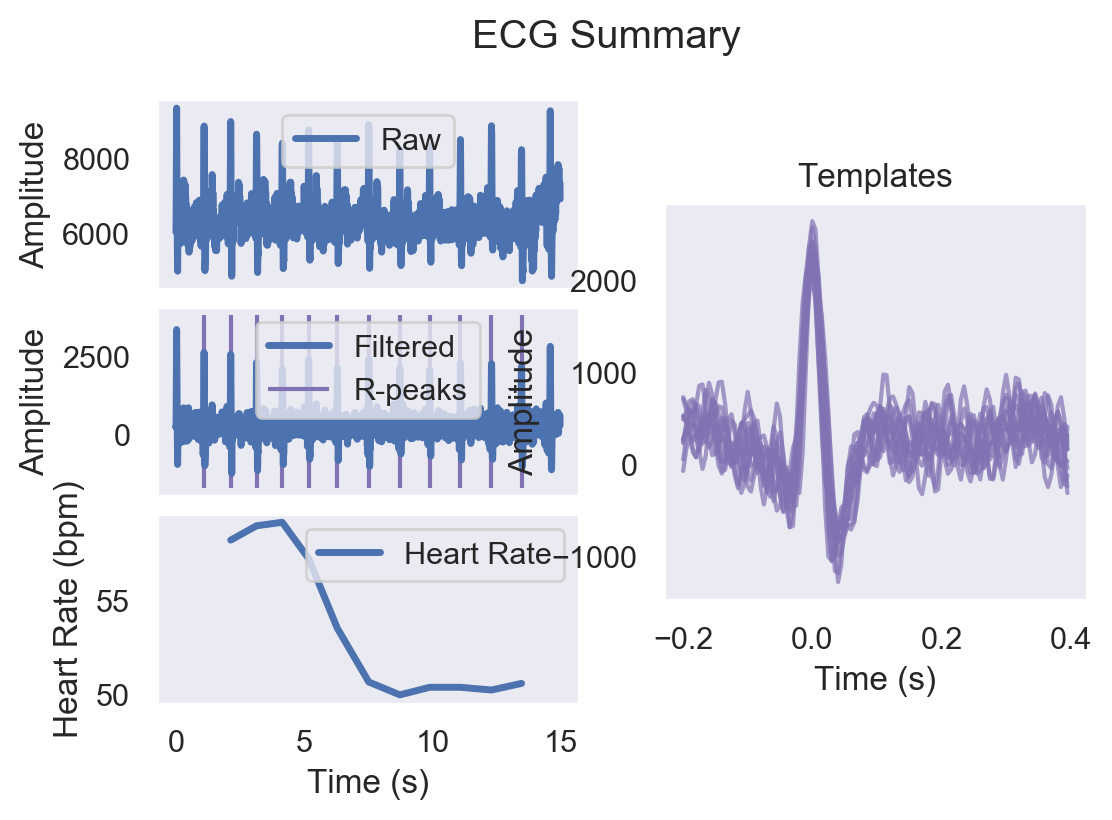 ECG Summary
Amplitude
8000
6000
Raw
Amplitude
2500
0
Filtered
R-peaks
Heart Rate (bpm)
55
50
Heart Rate
0 5 10 15
Time (s)
Templates
Amplitude
2000
1000
0
−1000
−0.2 0.0 0.2 0.4
Time (s)